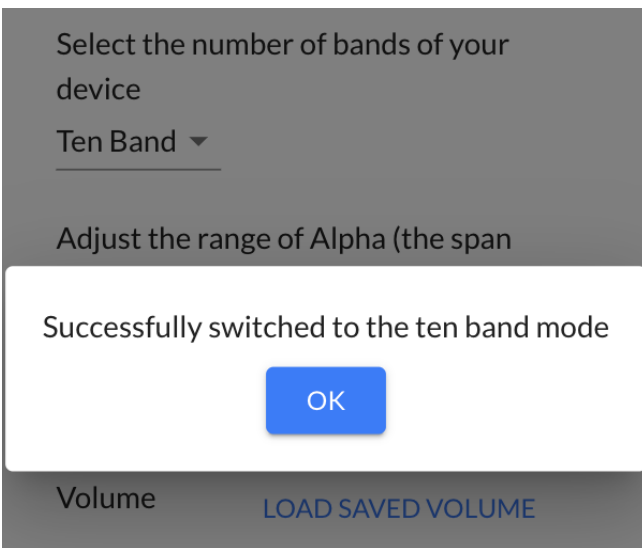 Select the number of bands of your
device
Ten Band
Adjust the range of Alpha (the span
Successfully switched to the ten band mode
OK
Volume
LOAD SAVED VOLUME